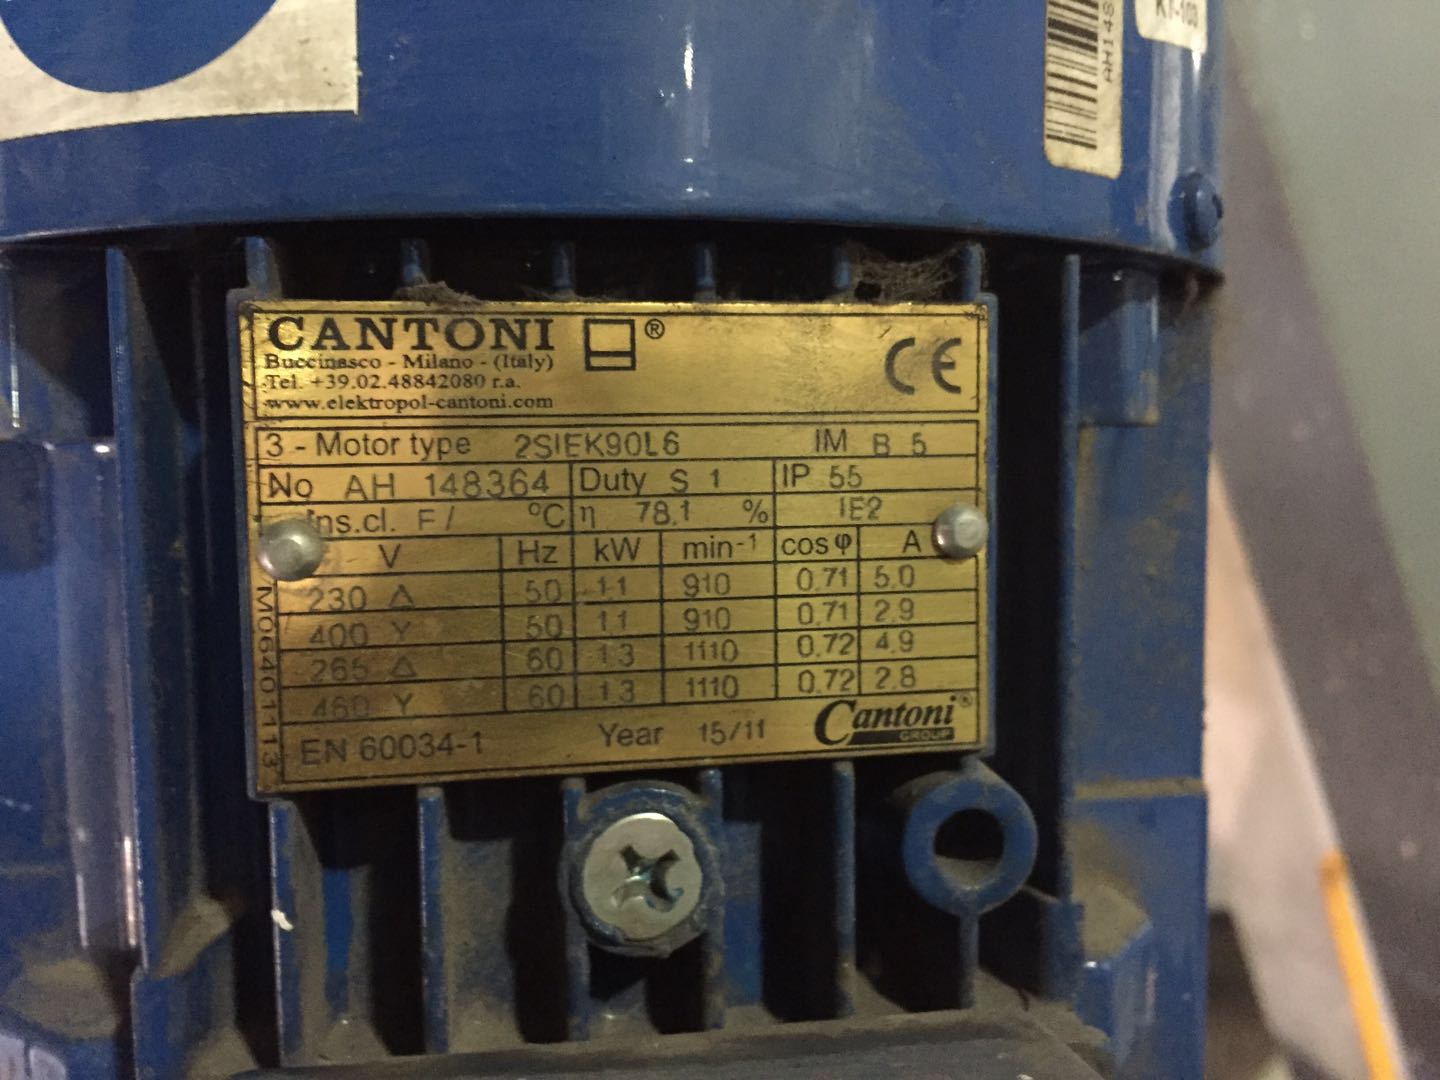 AH148
KT-103
CANTONI ®
Buccinasco - Milano - (Italy)
Tel. +39.02.48842080 r.a.
www.elektropol-cantoni.com
CE
3 - Motor type 2SIEK90L6 IM B 5
No AH 148364 Duty S 1 IP 55
Ins.cl. F / °C η 78,1 % IE2
V Hz kW min-1 cos φ A
230 Δ 50 1.1 910 0.71 5.0
400 Y 50 1.1 910 0.71 2.9
265 Δ 60 1.3 1110 0.72 4.9
460 Y 60 1.3 1110 0.72 2.8
M06401113
EN 60034-1 Year 15/11 Cantoni®
GROUP